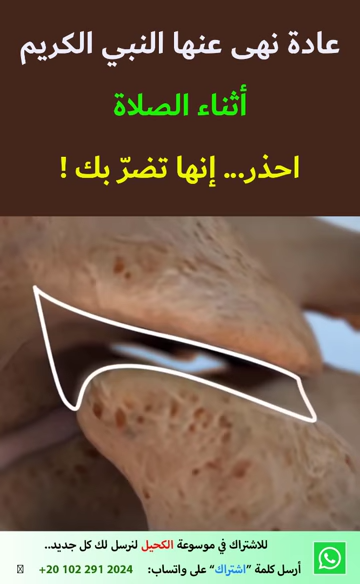 عادة نهى عنها النبي الكريم
أثناء الصلاة
احذر... إنها تضرّ بك !
للاشتراك في موسوعة الكحيل لنرسل لك كل جديد..
أرسل كلمة "اشتراك" على واتساب: +20 102 291 2024